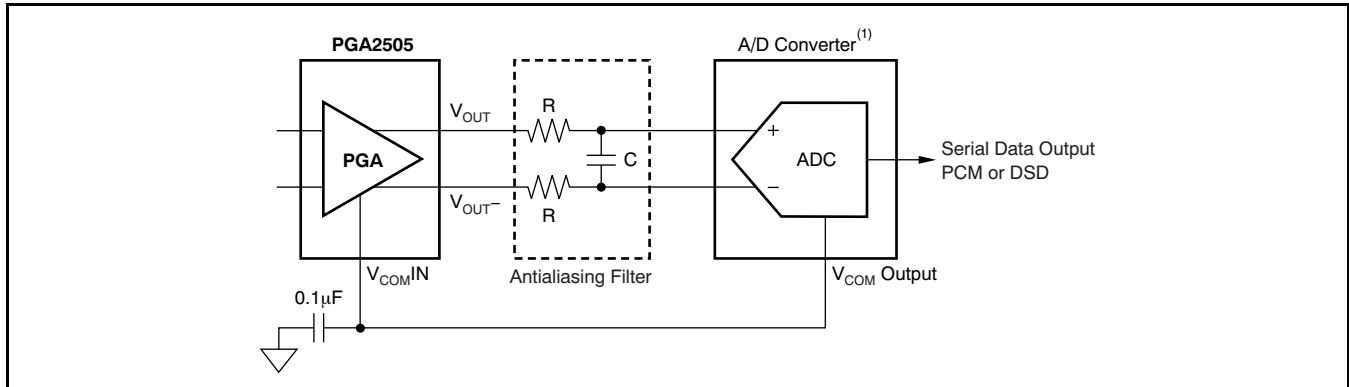 PGA2505
A/D Converter(1)
VOUT
R
PGA
C
+
ADC
Serial Data Output
PCM or DSD
−
VOUT−
R
VCOMIN
Antialiasing Filter
VCOM Output
0.1μF